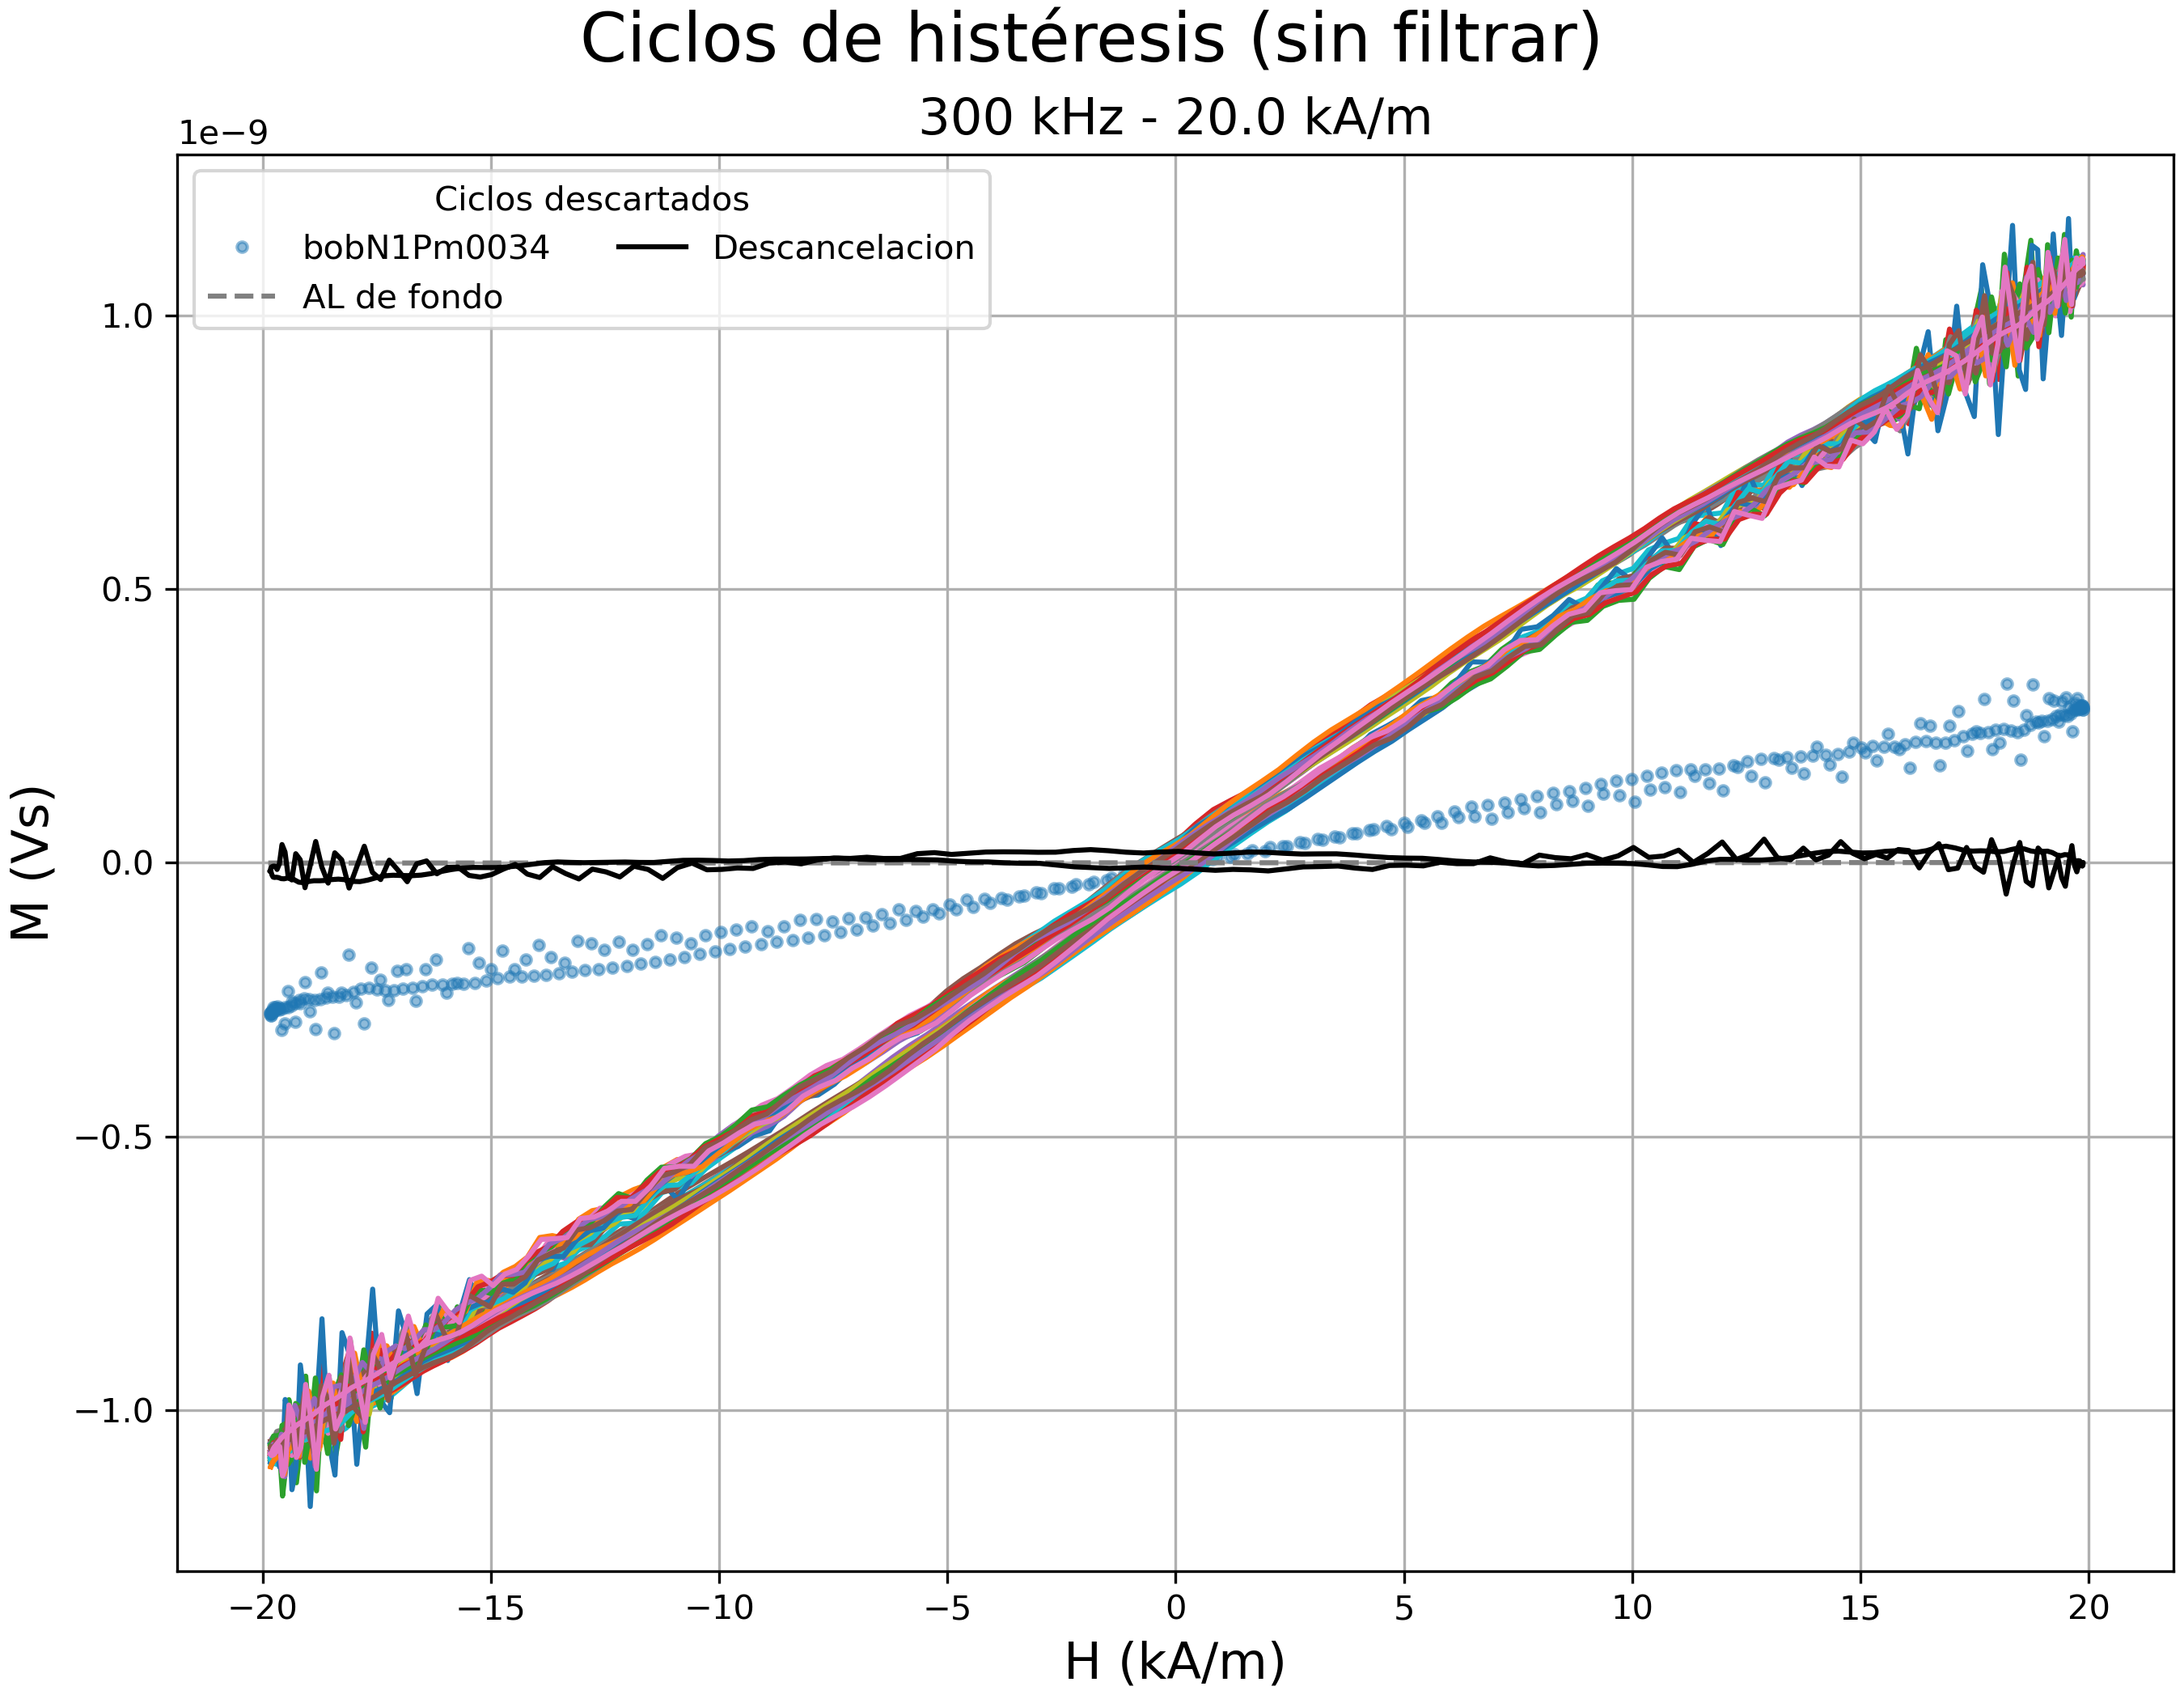 Ciclos de histéresis (sin filtrar)
300 kHz - 20.0 kA/m
1e−9
Ciclos descartados
bobN1Pm0034
Descancelacion
AL de fondo
1.0
0.5
0.0
−0.5
−1.0
M (Vs)
−20
−15
−10
−5
0
5
10
15
20
H (kA/m)